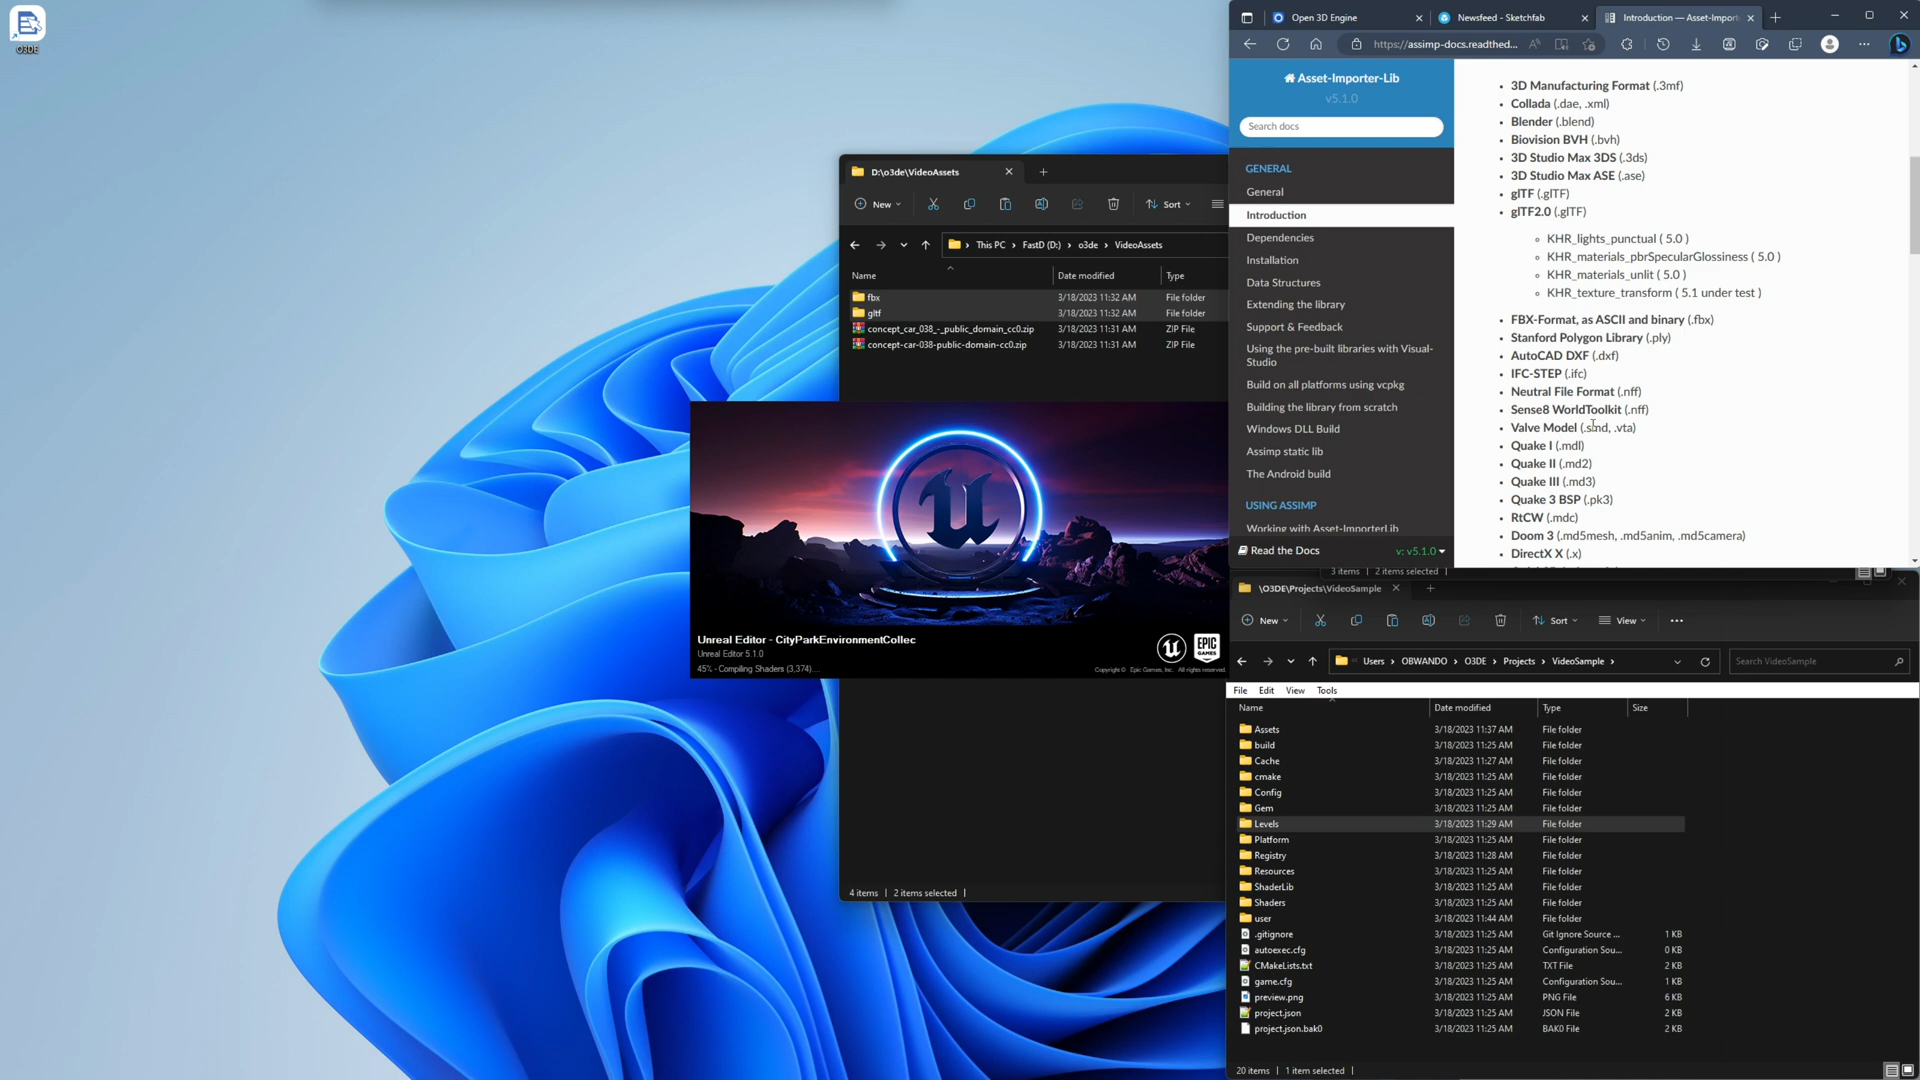 O3DE
Open 3D Engine
Newsfeed - Sketchfab
Introduction — Asset-Import
https://assimp-docs.readthed...
Asset-Importer-Lib
v5.1.0
Search docs
GENERAL
General
Introduction
Dependencies
Installation
Data Structures
Extending the library
Support & Feedback
Using the pre-built libraries with Visual-
Studio
Build on all platforms using vcpkg
Building the library from scratch
Windows DLL Build
Assimp static lib
The Android build
USING ASSIMP
Working with Asset-ImporterLib
Read the Docs
v: v5.1.0
3D Manufacturing Format (.3mf)
Collada (.dae, .xml)
Blender (.blend)
Biovision BVH (.bvh)
3D Studio Max 3DS (.3ds)
3D Studio Max ASE (.ase)
glTF (.glTF)
glTF2.0 (.glTF)
KHR_lights_punctual ( 5.0 )
KHR_materials_pbrSpecularGlossiness ( 5.0 )
KHR_materials_unlit ( 5.0 )
KHR_texture_transform ( 5.1 under test )
FBX-Format, as ASCII and binary (.fbx)
Stanford Polygon Library (.ply)
AutoCAD DXF (.dxf)
IFC-STEP (.ifc)
Neutral File Format (.nff)
Sense8 WorldToolkit (.nff)
Valve Model (.smd, .vta)
Quake I (.mdl)
Quake II (.md2)
Quake III (.md3)
Quake 3 BSP (.pk3)
RtCW (.mdc)
Doom 3 (.md5mesh, .md5anim, .md5camera)
DirectX X (.x)
D:\o3de\VideoAssets
New
Sort
This PC > FastD (D:) > o3de > VideoAssets
Name Date modified Type
fbx 3/18/2023 11:32 AM File folder
gltf 3/18/2023 11:32 AM File folder
concept_car_038_-_public_domain_cc0.zip 3/18/2023 11:31 AM ZIP File
concept-car-038-public-domain-cc0.zip 3/18/2023 11:31 AM ZIP File
4 items 2 items selected
Unreal Editor - CityParkEnvironmentCollec
Unreal Editor 5.1.0
45% - Compiling Shaders (3,374)....
EPIC
GAMES
Copyright © Epic Games, Inc. All rights reserved.
3 items 2 items selected
\O3DE\Projects\VideoSample
New
Sort
View
Users > OBWANDO > O3DE > Projects > VideoSample >
Search VideoSample
File Edit View Tools
Name Date modified Type Size
Assets 3/18/2023 11:37 AM File folder
build 3/18/2023 11:25 AM File folder
Cache 3/18/2023 11:27 AM File folder
cmake 3/18/2023 11:25 AM File folder
Config 3/18/2023 11:25 AM File folder
Gem 3/18/2023 11:25 AM File folder
Levels 3/18/2023 11:29 AM File folder
Platform 3/18/2023 11:25 AM File folder
Registry 3/18/2023 11:28 AM File folder
Resources 3/18/2023 11:25 AM File folder
ShaderLib 3/18/2023 11:25 AM File folder
Shaders 3/18/2023 11:25 AM File folder
user 3/18/2023 11:44 AM File folder
.gitignore 3/18/2023 11:25 AM Git Ignore Source ... 1 KB
autoexec.cfg 3/18/2023 11:25 AM Configuration Sou... 0 KB
CMakeLists.txt 3/18/2023 11:25 AM TXT File 2 KB
game.cfg 3/18/2023 11:25 AM Configuration Sou... 1 KB
preview.png 3/18/2023 11:25 AM PNG File 6 KB
project.json 3/18/2023 11:25 AM JSON File 2 KB
project.json.bak0 3/18/2023 11:25 AM BAK0 File 2 KB
20 items 1 item selected